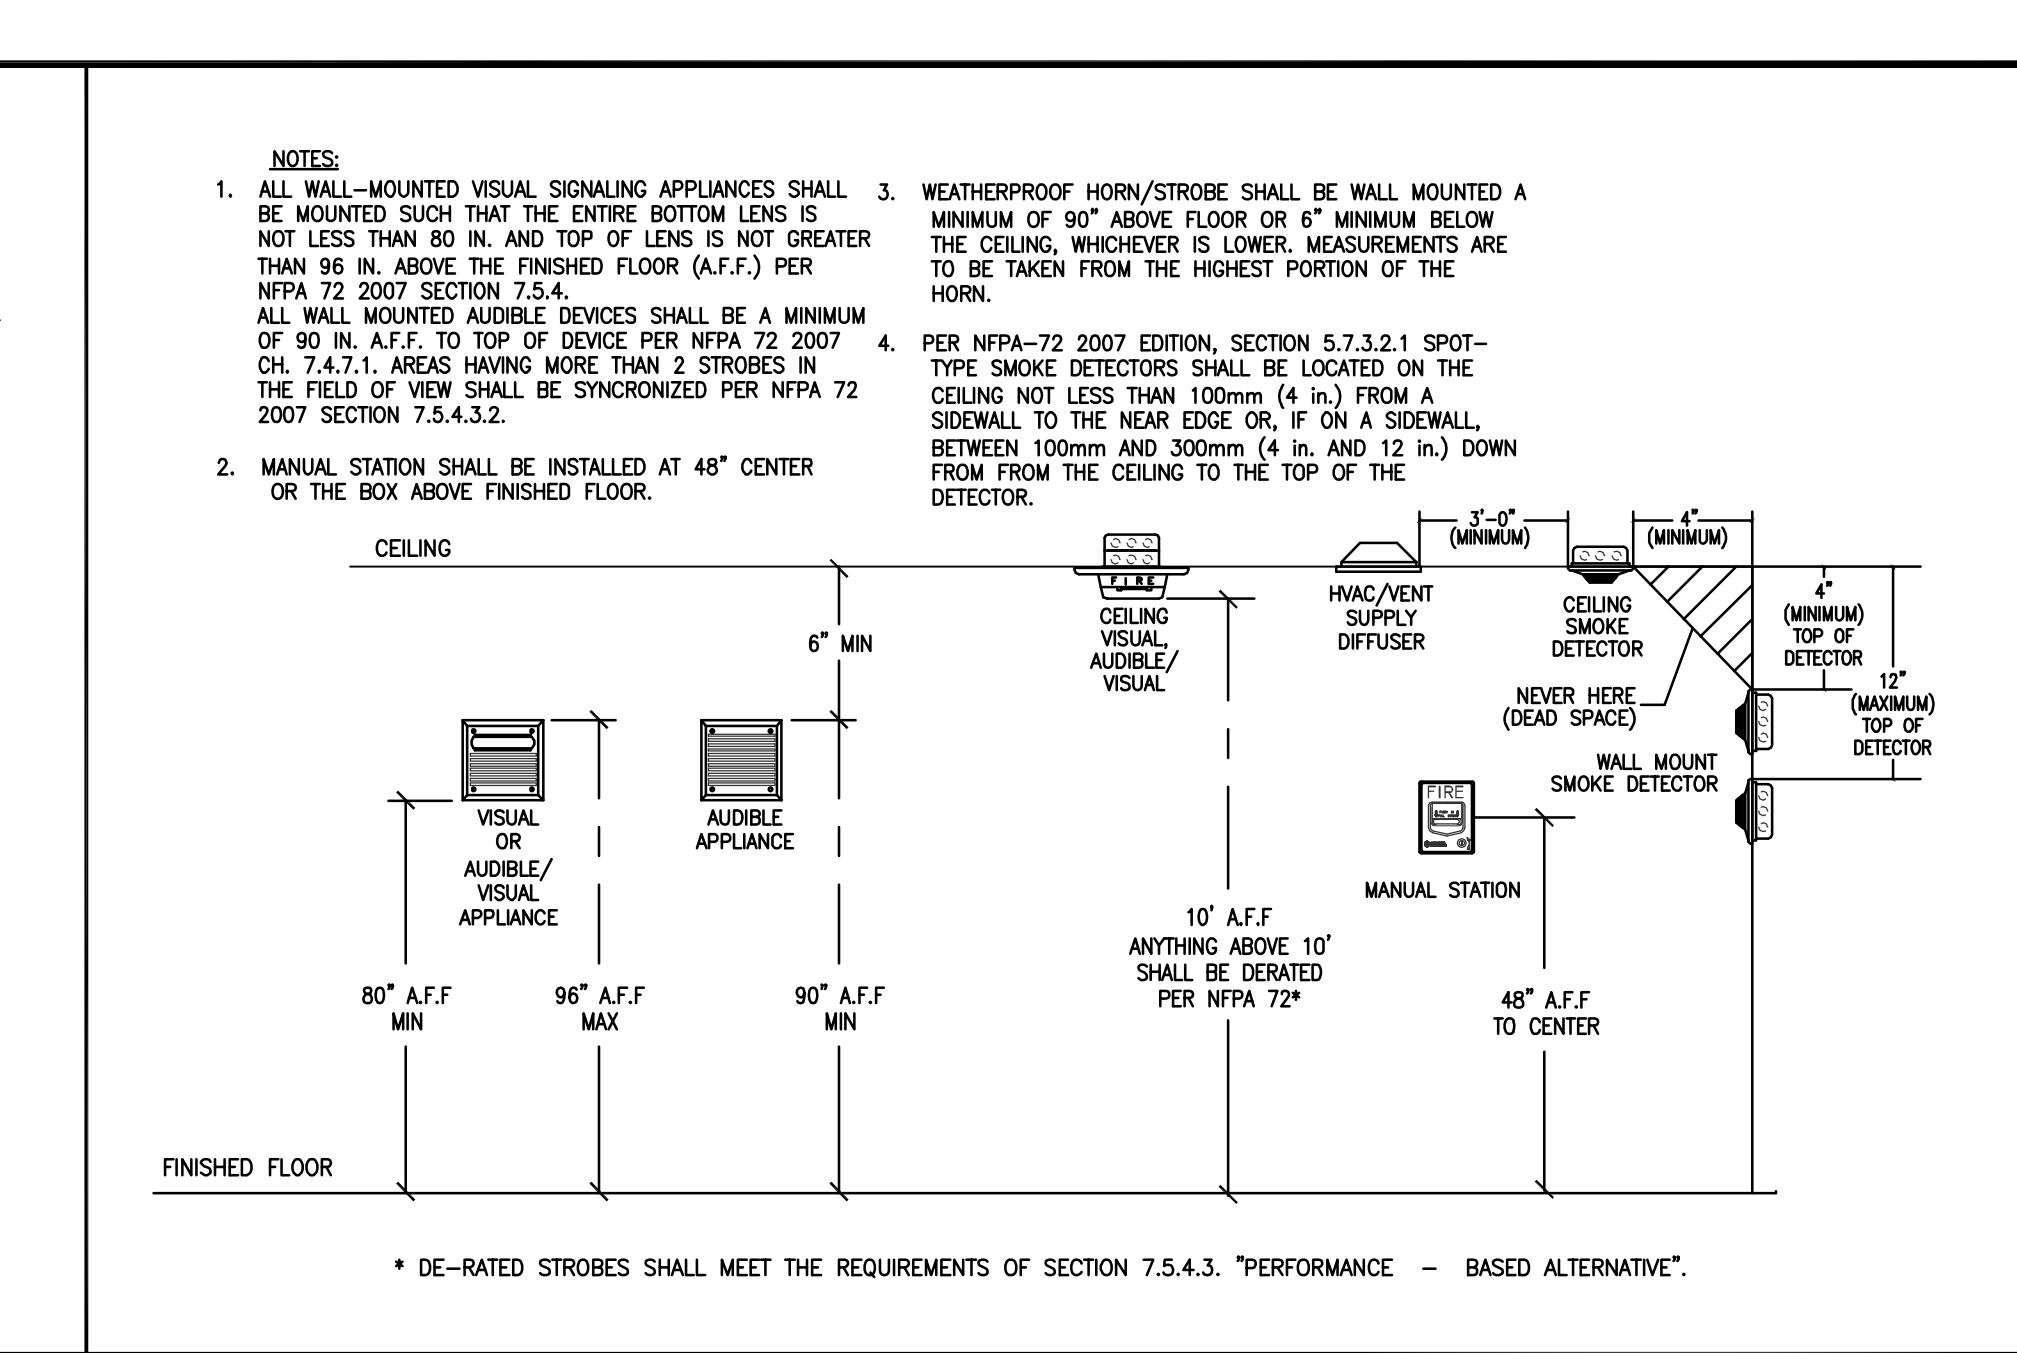 NOTES:
1. ALL WALL-MOUNTED VISUAL SIGNALING APPLIANCES SHALL
BE MOUNTED SUCH THAT THE ENTIRE BOTTOM LENS IS
NOT LESS THAN 80 IN. AND TOP OF LENS IS NOT GREATER
THAN 96 IN. ABOVE THE FINISHED FLOOR (A.F.F.) PER
NFPA 72 2007 SECTION 7.5.4.
ALL WALL MOUNTED AUDIBLE DEVICES SHALL BE A MINIMUM
OF 90 IN. A.F.F. TO TOP OF DEVICE PER NFPA 72 2007
CH. 7.4.7.1. AREAS HAVING MORE THAN 2 STROBES IN
THE FIELD OF VIEW SHALL BE SYNCRONIZED PER NFPA 72
2007 SECTION 7.5.4.3.2.
2. MANUAL STATION SHALL BE INSTALLED AT 48" CENTER
OR THE BOX ABOVE FINISHED FLOOR.
3. WEATHERPROOF HORN/STROBE SHALL BE WALL MOUNTED A
MINIMUM OF 90" ABOVE FLOOR OR 6" MINIMUM BELOW
THE CEILING, WHICHEVER IS LOWER. MEASUREMENTS ARE
TO BE TAKEN FROM THE HIGHEST PORTION OF THE
HORN.
4. PER NFPA-72 2007 EDITION, SECTION 5.7.3.2.1 SPOT-
TYPE SMOKE DETECTORS SHALL BE LOCATED ON THE
CEILING NOT LESS THAN 100mm (4 in.) FROM A
SIDEWALL TO THE NEAR EDGE OR, IF ON A SIDEWALL,
BETWEEN 100mm AND 300mm (4 in. AND 12 in.) DOWN
FROM FROM THE CEILING TO THE TOP OF THE
DETECTOR.
CEILING
6" MIN
VISUAL
OR
AUDIBLE/
VISUAL
APPLIANCE
AUDIBLE
APPLIANCE
80" A.F.F
MIN
96" A.F.F
MAX
90" A.F.F
MIN
FIRE
CEILING
VISUAL,
AUDIBLE/
VISUAL
10' A.F.F
ANYTHING ABOVE 10'
SHALL BE DERATED
PER NFPA 72*
HVAC/VENT
SUPPLY
DIFFUSER
3'-0"
(MINIMUM)
4"
(MINIMUM)
CEILING
SMOKE
DETECTOR
NEVER HERE
(DEAD SPACE)
4"
(MINIMUM)
TOP OF
DETECTOR
12"
(MAXIMUM)
TOP OF
DETECTOR
WALL MOUNT
SMOKE DETECTOR
FIRE
MANUAL STATION
48" A.F.F
TO CENTER
FINISHED FLOOR
* DE-RATED STROBES SHALL MEET THE REQUIREMENTS OF SECTION 7.5.4.3. "PERFORMANCE - BASED ALTERNATIVE".